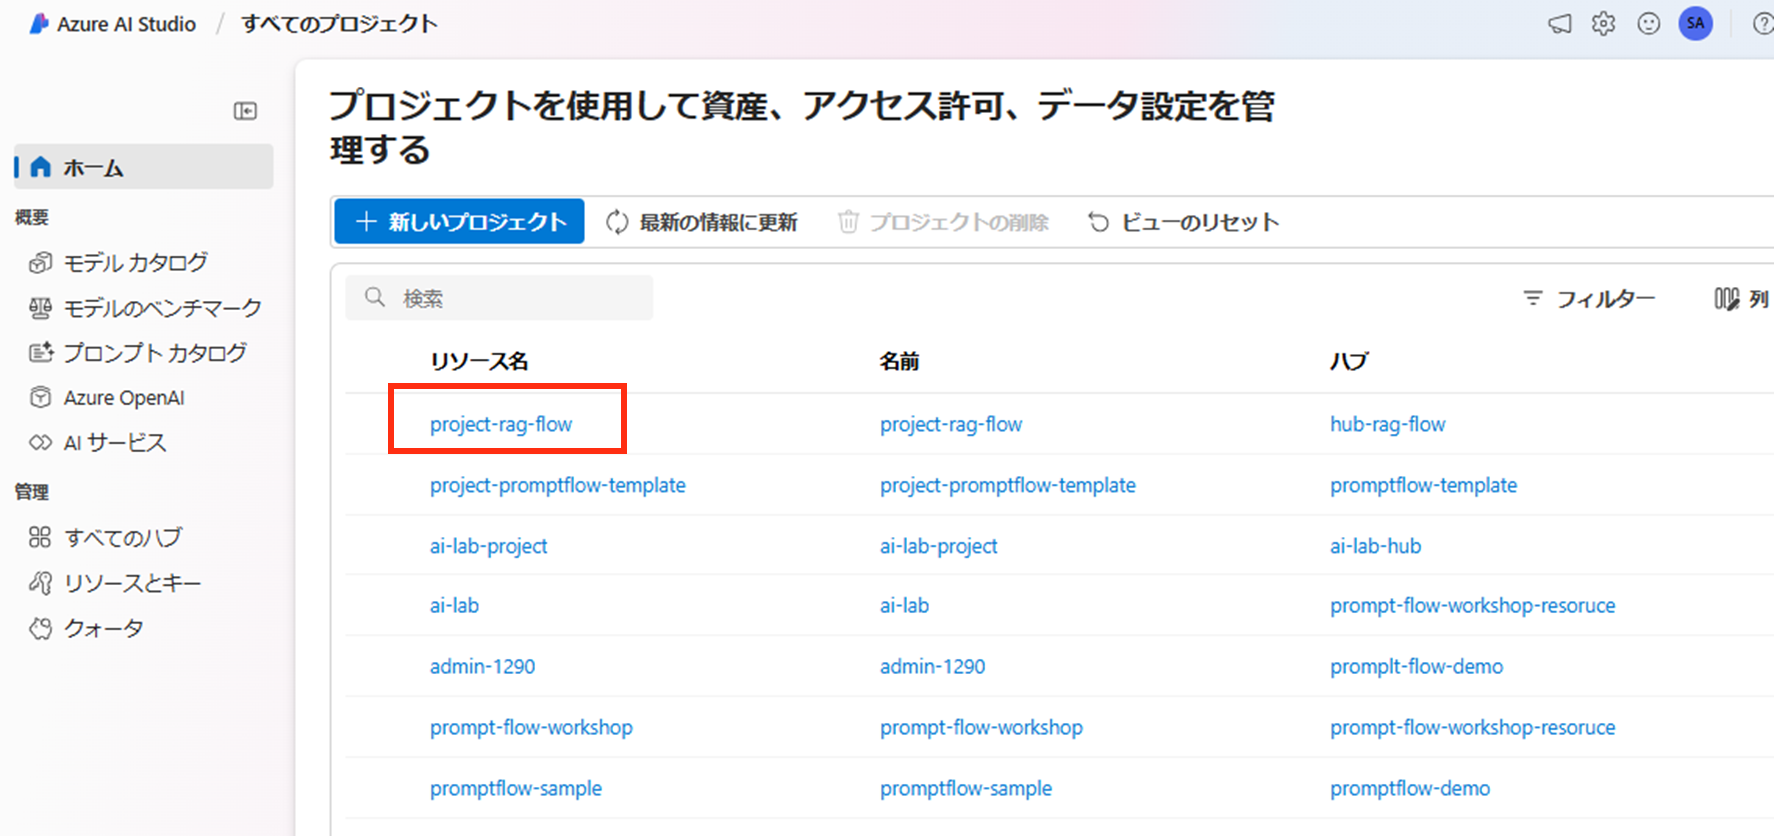 Azure AI Studio / すべてのプロジェクト
SA
ホーム
概要
モデル カタログ
モデルのベンチマーク
プロンプト カタログ
Azure OpenAI
AI サービス
管理
すべてのハブ
リソースとキー
クォータ
プロジェクトを使用して資産、アクセス許可、データ設定を管
理する
新しいプロジェクト 最新の情報に更新 プロジェクトの削除 ビューのリセット
検索 フィルター 列
リソース名 名前 ハブ
project-rag-flow project-rag-flow hub-rag-flow
project-promptflow-template project-promptflow-template promptflow-template
ai-lab-project ai-lab-project ai-lab-hub
ai-lab ai-lab prompt-flow-workshop-resoruce
admin-1290 admin-1290 promplt-flow-demo
prompt-flow-workshop prompt-flow-workshop prompt-flow-workshop-resoruce
promptflow-sample promptflow-sample promptflow-demo